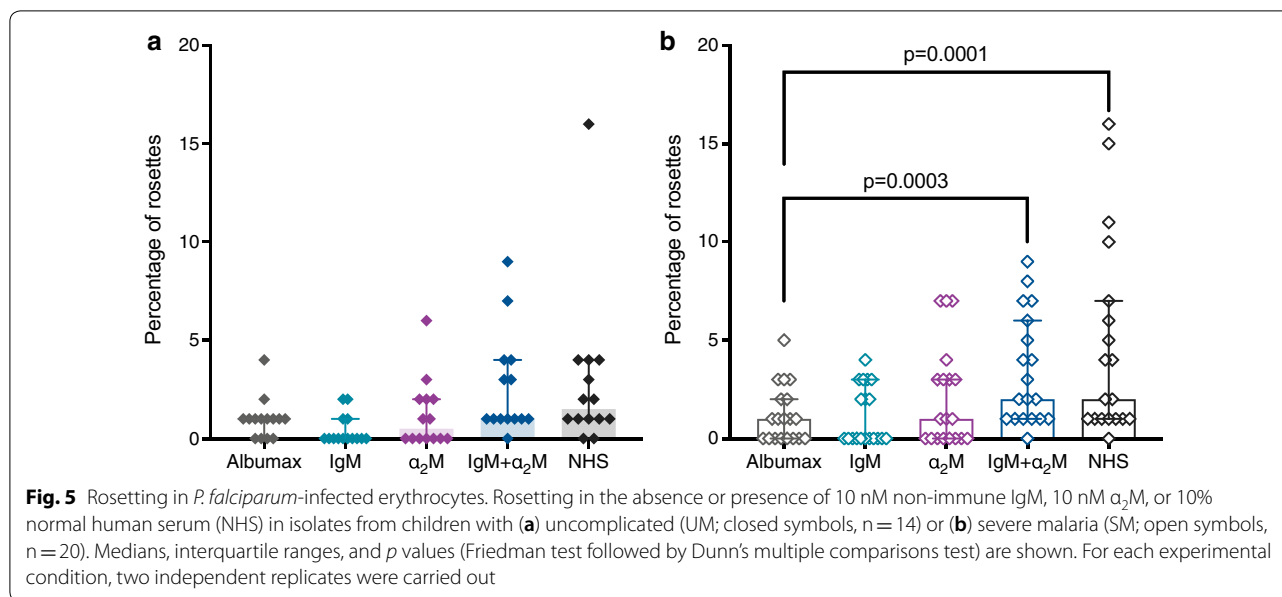 a
b
20
15
10
5
0
Percentage of rosettes
Albumax IgM α₂M IgM+α₂M NHS
20
15
10
5
0
Percentage of rosettes
p=0.0001
p=0.0003
Albumax IgM α₂M IgM+α₂M NHS
Fig. 5 Rosetting in P. falciparum-infected erythrocytes. Rosetting in the absence or presence of 10 nM non-immune IgM, 10 nM α₂M, or 10%
normal human serum (NHS) in isolates from children with (a) uncomplicated (UM; closed symbols, n = 14) or (b) severe malaria (SM; open symbols,
n = 20). Medians, interquartile ranges, and p values (Friedman test followed by Dunn's multiple comparisons test) are shown. For each experimental
condition, two independent replicates were carried out